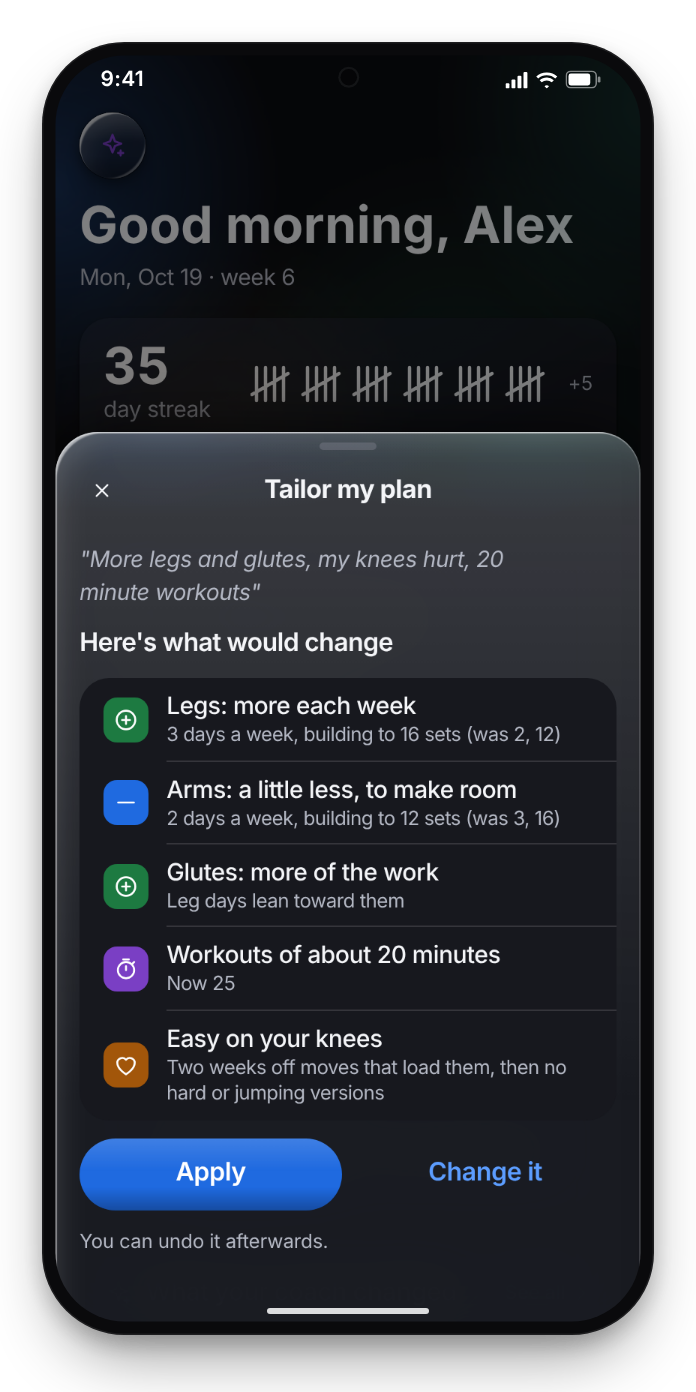 9:41
Good morning, Alex
Mon, Oct 19 · week 6
35
day streak
+5
Tailor my plan
"More legs and glutes, my knees hurt, 20
minute workouts"
Here's what would change
Legs: more each week
3 days a week, building to 16 sets (was 2, 12)
Arms: a little less, to make room
2 days a week, building to 12 sets (was 3, 16)
Glutes: more of the work
Leg days lean toward them
Workouts of about 20 minutes
Now 25
Easy on your knees
Two weeks off moves that load them, then no
hard or jumping versions
Apply
Change it
You can undo it afterwards.